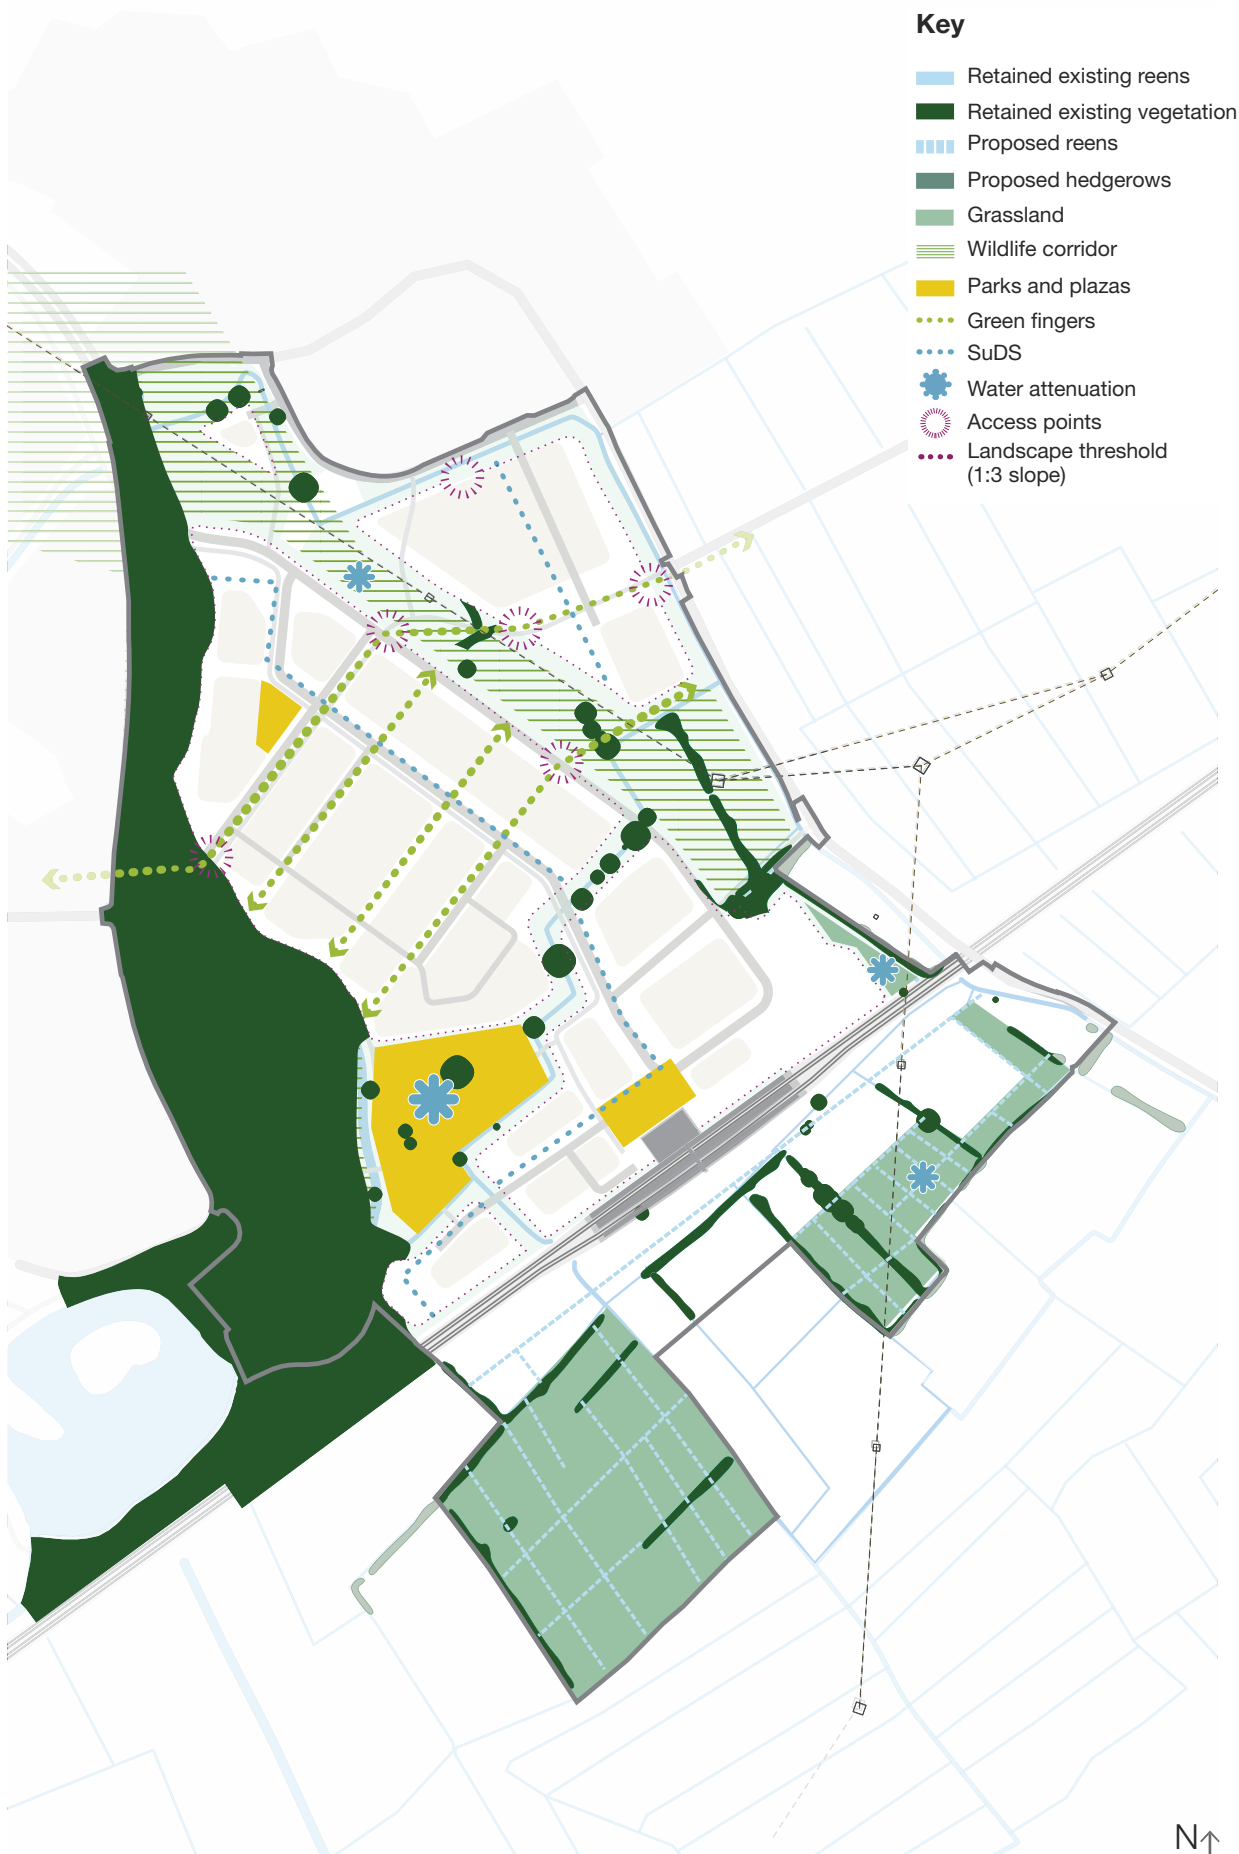 Key
Retained existing reens
Retained existing vegetation
Proposed reens
Proposed hedgerows
Grassland
Wildlife corridor
Parks and plazas
Green fingers
SuDS
Water attenuation
Access points
Landscape threshold
(1:3 slope)
N